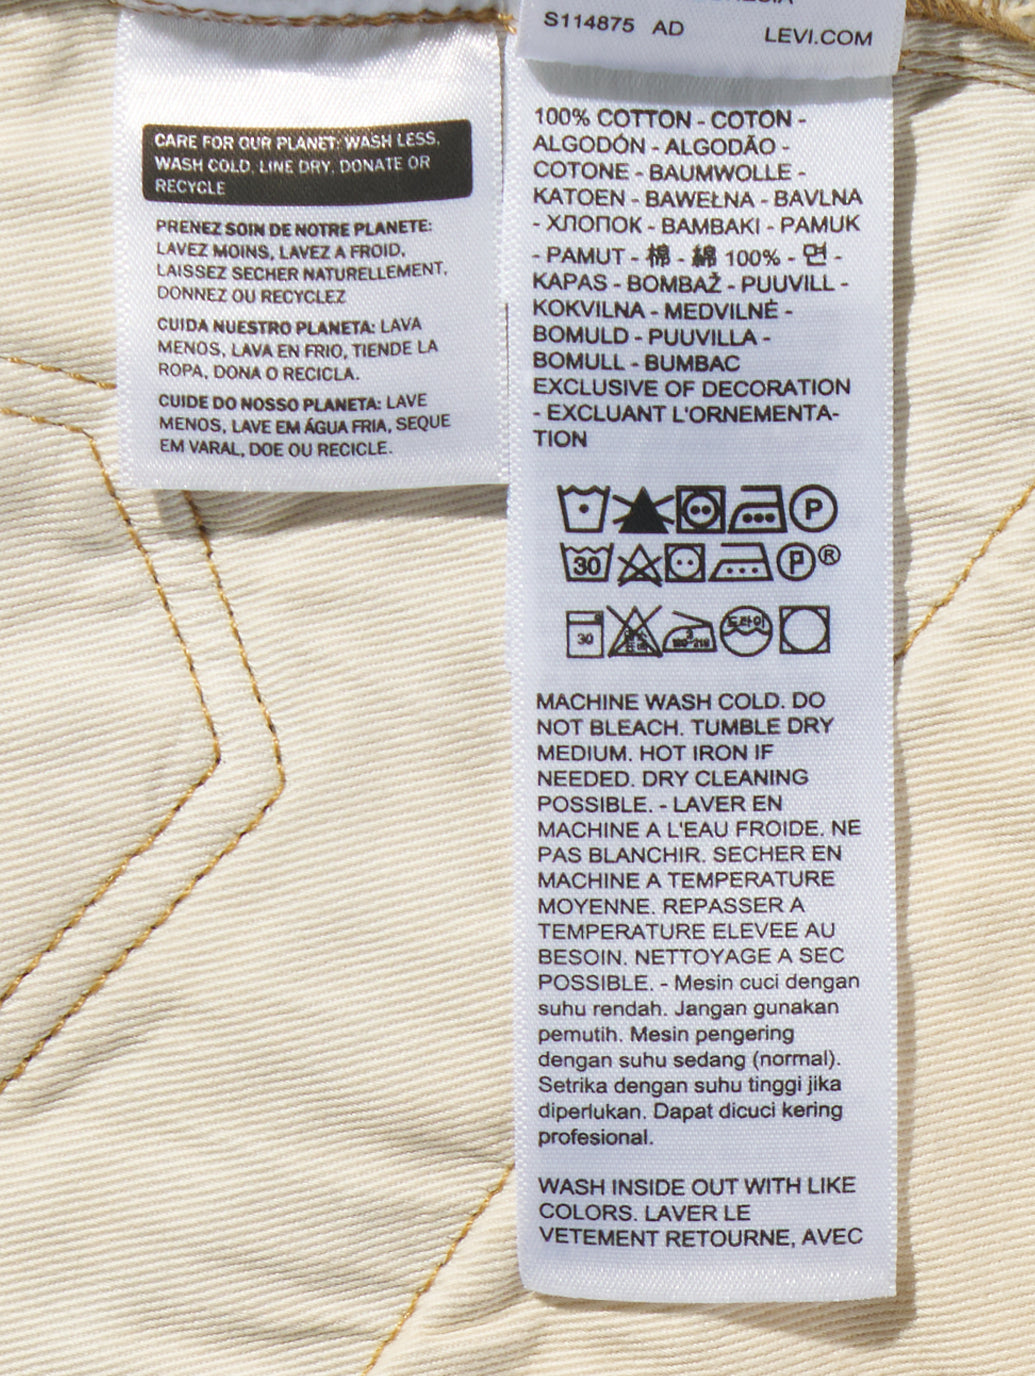 CARE FOR OUR PLANET: WASH LESS,
WASH COLD, LINE DRY, DONATE OR
RECYCLE
PRENEZ SOIN DE NOTRE PLANETE:
LAVEZ MOINS, LAVEZ A FROID,
LAISSEZ SECHER NATURELLEMENT,
DONNEZ OU RECYCLEZ
CUIDA NUESTRO PLANETA: LAVA
MENOS, LAVA EN FRIO, TIENDE LA
ROPA, DONA O RECICLA.
CUIDE DO NOSSO PLANETA: LAVE
MENOS, LAVE EM ÁGUA FRIA, SEQUE
EM VARAL, DOE OU RECICLE.
S114875 AD LEVI.COM
100% COTTON - COTON -
ALGODÓN - ALGODÃO -
COTONE - BAUMWOLLE -
KATOEN - BAWEŁNA - BAVLNA
- ХЛОПОК - BAMBAKI - PAMUK
- PAMUT - 棉 - 綿 100% - 면 -
KAPAS - BOMBAŽ - PUUVILL -
KOKVILNA - MEDVILNĖ -
BOMULD - PUUVILLA -
BOMULL - BUMBAC
EXCLUSIVE OF DECORATION
- EXCLUANT L'ORNEMENTA-
TION
P
30 P ®
30 드라이
MACHINE WASH COLD. DO
NOT BLEACH. TUMBLE DRY
MEDIUM. HOT IRON IF
NEEDED. DRY CLEANING
POSSIBLE. - LAVER EN
MACHINE A L'EAU FROIDE. NE
PAS BLANCHIR. SECHER EN
MACHINE A TEMPERATURE
MOYENNE. REPASSER A
TEMPERATURE ELEVEE AU
BESOIN. NETTOYAGE A SEC
POSSIBLE. - Mesin cuci dengan
suhu rendah. Jangan gunakan
pemutih. Mesin pengering
dengan suhu sedang (normal).
Setrika dengan suhu tinggi jika
diperlukan. Dapat dicuci kering
profesional.
WASH INSIDE OUT WITH LIKE
COLORS. LAVER LE
VETEMENT RETOURNE, AVEC